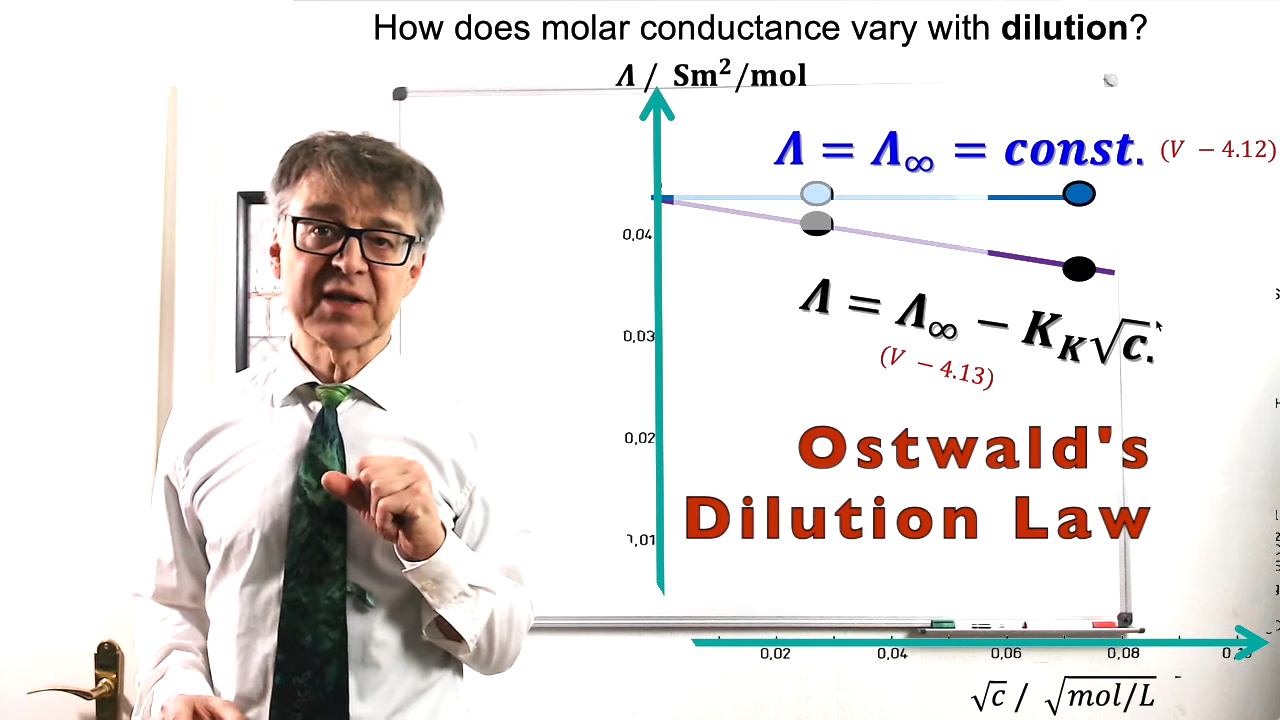 How does molar conductance vary with dilution?
Λ / Sm²/mol
Λ = Λ∞ = const. (V – 4.12)
0,04
Λ = Λ∞ – K_K√c.
(V – 4.13)
0,03
0,02
Ostwald's
Dilution Law
0,02 0,04 0,06 0,08
√c / √mol/L